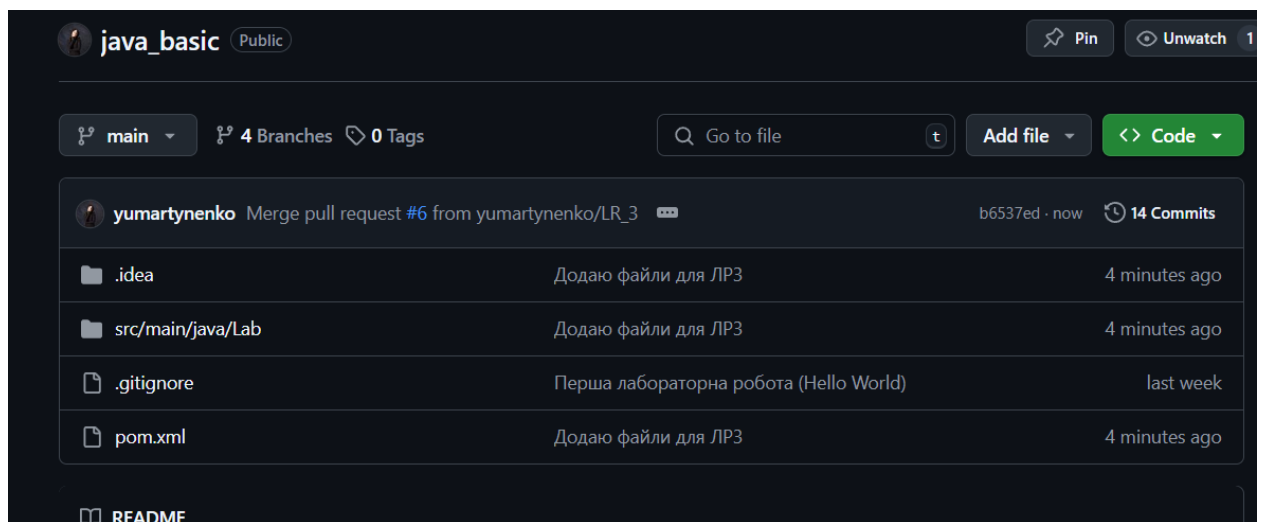 java_basic Public Pin Unwatch 1
main 4 Branches 0 Tags Go to file t Add file Code
yumartynenko Merge pull request #6 from yumartynenko/LR_3 b6537ed · now 14 Commits
.idea Додаю файли для ЛР3 4 minutes ago
src/main/java/Lab Додаю файли для ЛР3 4 minutes ago
.gitignore Перша лабораторна робота (Hello World) last week
pom.xml Додаю файли для ЛР3 4 minutes ago
README